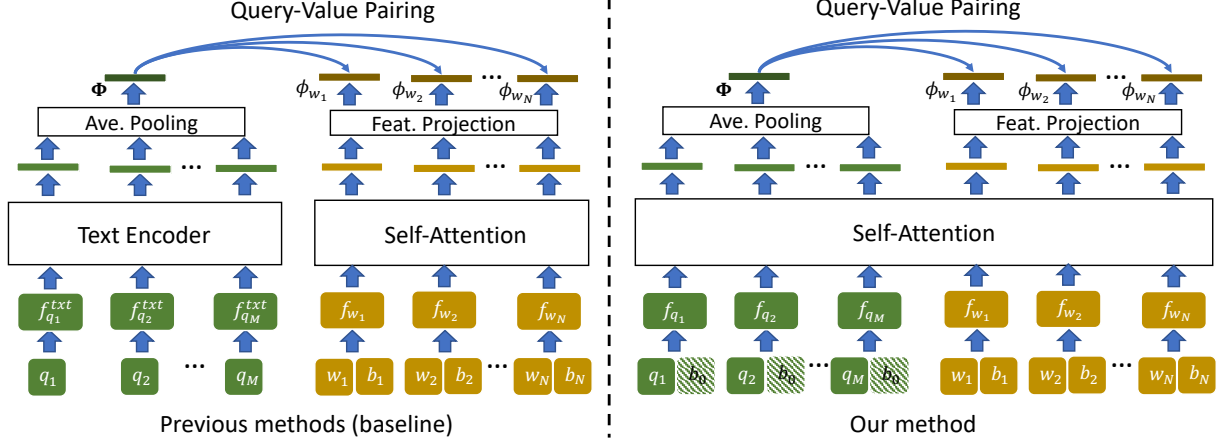 Query-Value Pairing
Φ
ϕ_{w_1} ϕ_{w_2} ... ϕ_{w_N}
Ave. Pooling Feat. Projection
... ...
Text Encoder Self-Attention
f_{q_1}^{txt} f_{q_2}^{txt} f_{q_M}^{txt} f_{w_1} f_{w_2} f_{w_N}
q_1 q_2 ... q_M w_1 b_1 w_2 b_2 ... w_N b_N
Previous methods (baseline)
Query-Value Pairing
Φ
ϕ_{w_1} ϕ_{w_2} ... ϕ_{w_N}
Ave. Pooling Feat. Projection
... ...
Self-Attention
f_{q_1} f_{q_2} f_{q_M} f_{w_1} f_{w_2} f_{w_N}
q_1 b_0 q_2 b_0 ... q_M b_0 w_1 b_1 w_2 b_2 ... w_N b_N
Our method